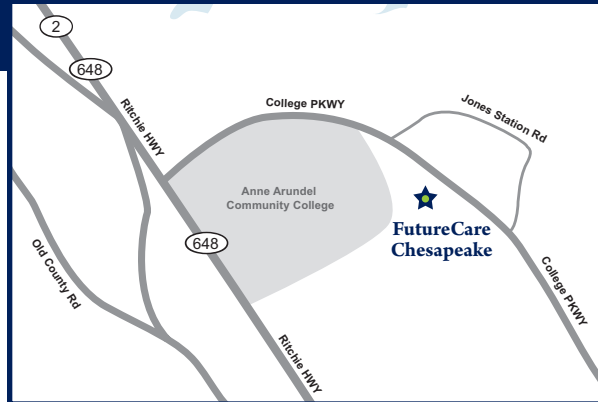 2
648
Ritchie HWY
College PKWY
Jones Station Rd
Anne Arundel
Community College
FutureCare
Chesapeake
648
Old County Rd
College PKWY
Ritchie HWY